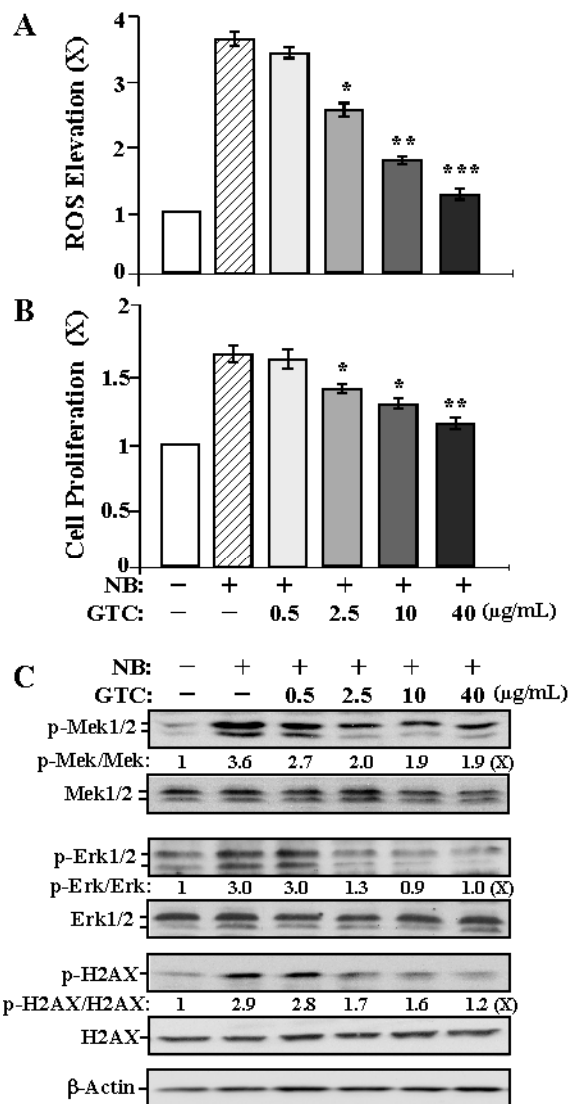 A
ROS Elevation (X)
4
3
2
1
0
*
**
***
B
Cell Proliferation (X)
2
1.5
1
0.5
0
*
*
**
NB: − + + + + +
GTC: − − 0.5 2.5 10 40 (µg/mL)
C
NB: − + + + + +
GTC: − − 0.5 2.5 10 40 (µg/mL)
p-Mek1/2
p-Mek/Mek: 1 3.6 2.7 2.0 1.9 1.9 (X)
Mek1/2
p-Erk1/2
p-Erk/Erk: 1 3.0 3.0 1.3 0.9 1.0 (X)
Erk1/2
p-H2AX
p-H2AX/H2AX: 1 2.9 2.8 1.7 1.6 1.2 (X)
H2AX
β-Actin